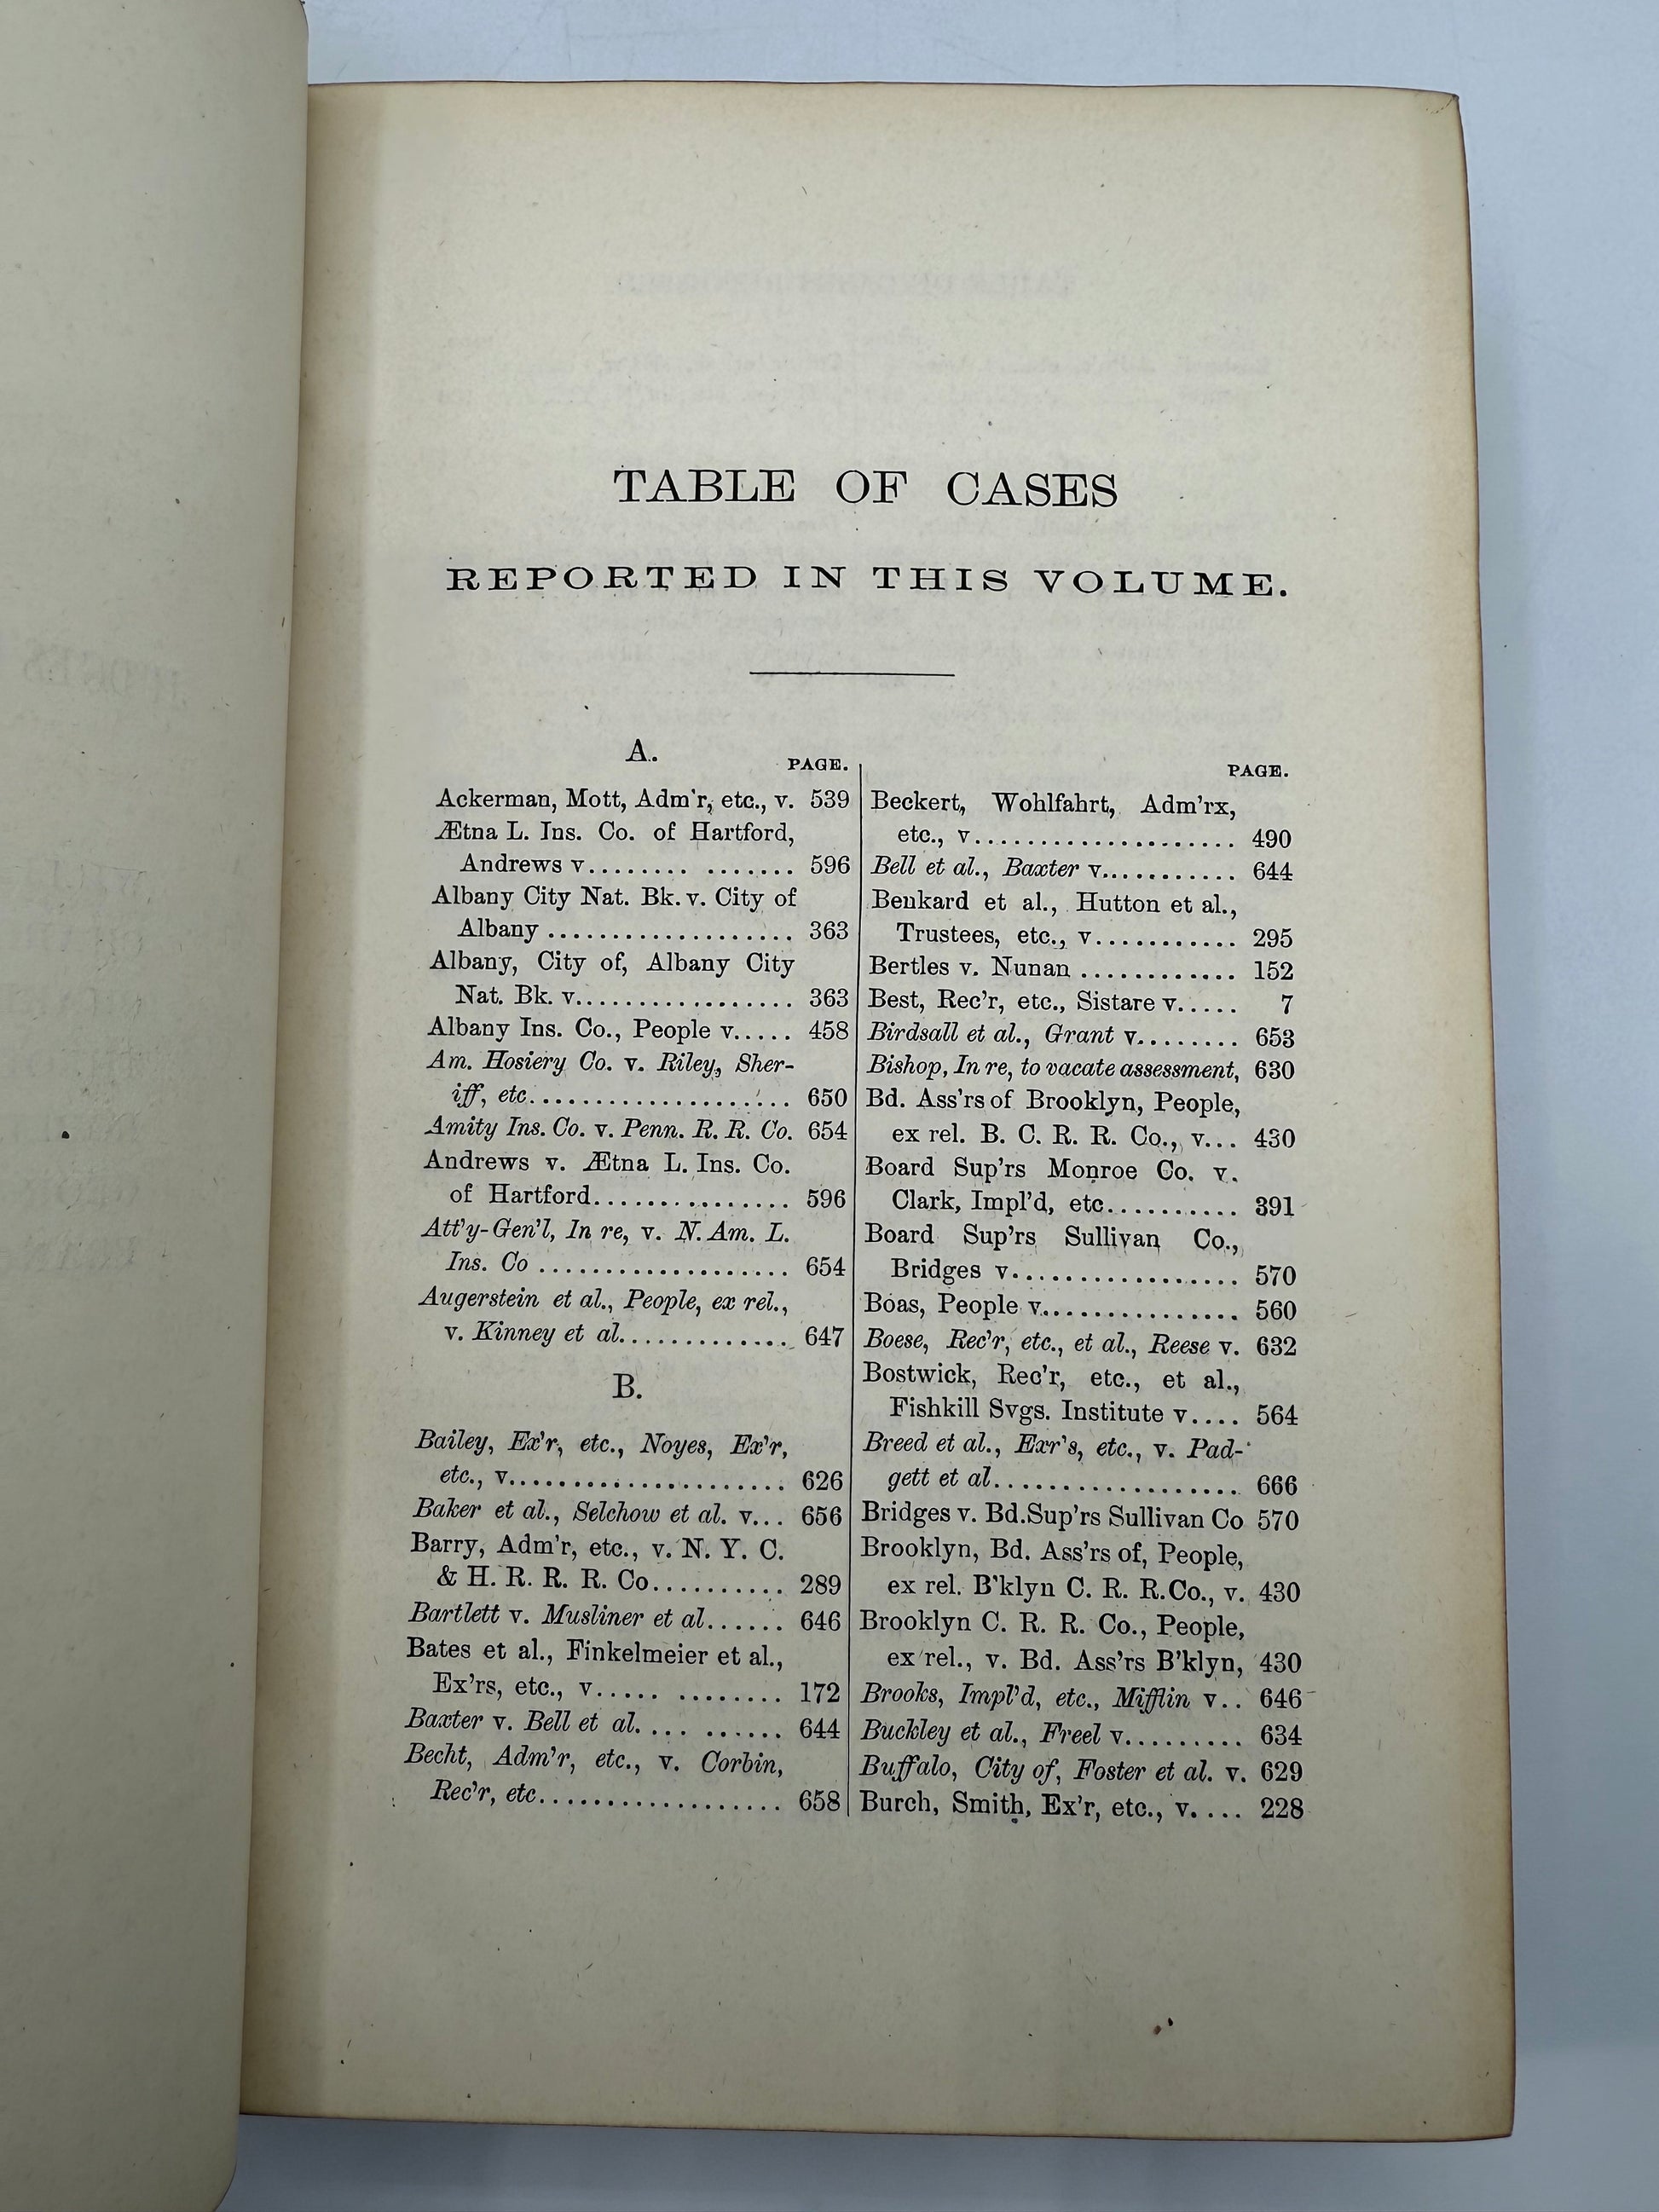 TABLE OF CASES
REPORTED IN THIS VOLUME.
A.
PAGE.
Ackerman, Mott, Adm'r, etc., v. 539
Ætna L. Ins. Co. of Hartford,
Andrews v........ ....... 596
Albany City Nat. Bk. v. City of
Albany ................... 363
Albany, City of, Albany City
Nat. Bk. v................. 363
Albany Ins. Co., People v..... 458
Am. Hosiery Co. v. Riley, Sher-
iff, etc.................... 650
Amity Ins. Co. v. Penn. R. R. Co. 654
Andrews v. Ætna L. Ins. Co.
of Hartford............... 596
Att'y-Gen'l, In re, v. N. Am. L.
Ins. Co ................... 654
Augerstein et al., People, ex rel.,
v. Kinney et al............. 647
B.
Bailey, Ex'r, etc., Noyes, Ex'r,
etc., v..................... 626
Baker et al., Selchow et al. v... 656
Barry, Adm'r, etc., v. N. Y. C.
& H. R. R. R. Co.......... 289
Bartlett v. Musliner et al...... 646
Bates et al., Finkelmeier et al.,
Ex'rs, etc., v..... ........ 172
Baxter v. Bell et al. ... ...... 644
Becht, Adm'r, etc., v. Corbin,
Rec'r, etc................... 658
PAGE.
Beckert, Wohlfahrt, Adm'rx,
etc., v.................... 490
Bell et al., Baxter v........... 644
Benkard et al., Hutton et al.,
Trustees, etc., v........... 295
Bertles v. Nunan ............ 152
Best, Rec'r, etc., Sistare v..... 7
Birdsall et al., Grant v........ 653
Bishop, In re, to vacate assessment, 630
Bd. Ass'rs of Brooklyn, People,
ex rel. B. C. R. R. Co., v... 430
Board Sup'rs Monroe Co. v.
Clark, Impl'd, etc.......... 391
Board Sup'rs Sullivan Co.,
Bridges v.................. 570
Boas, People v............... 560
Boese, Rec'r, etc., et al., Reese v. 632
Bostwick, Rec'r, etc., et al.,
Fishkill Svgs. Institute v.... 564
Breed et al., Exr's, etc., v. Pad-
gett et al................... 666
Bridges v. Bd. Sup'rs Sullivan Co 570
Brooklyn, Bd. Ass'rs of, People,
ex rel. B'klyn C. R. R. Co., v. 430
Brooklyn C. R. R. Co., People,
ex rel., v. Bd. Ass'rs B'klyn, 430
Brooks, Impl'd, etc., Mifflin v.. 646
Buckley et al., Freel v......... 634
Buffalo, City of, Foster et al. v. 629
Burch, Smith, Ex'r, etc., v.... 228